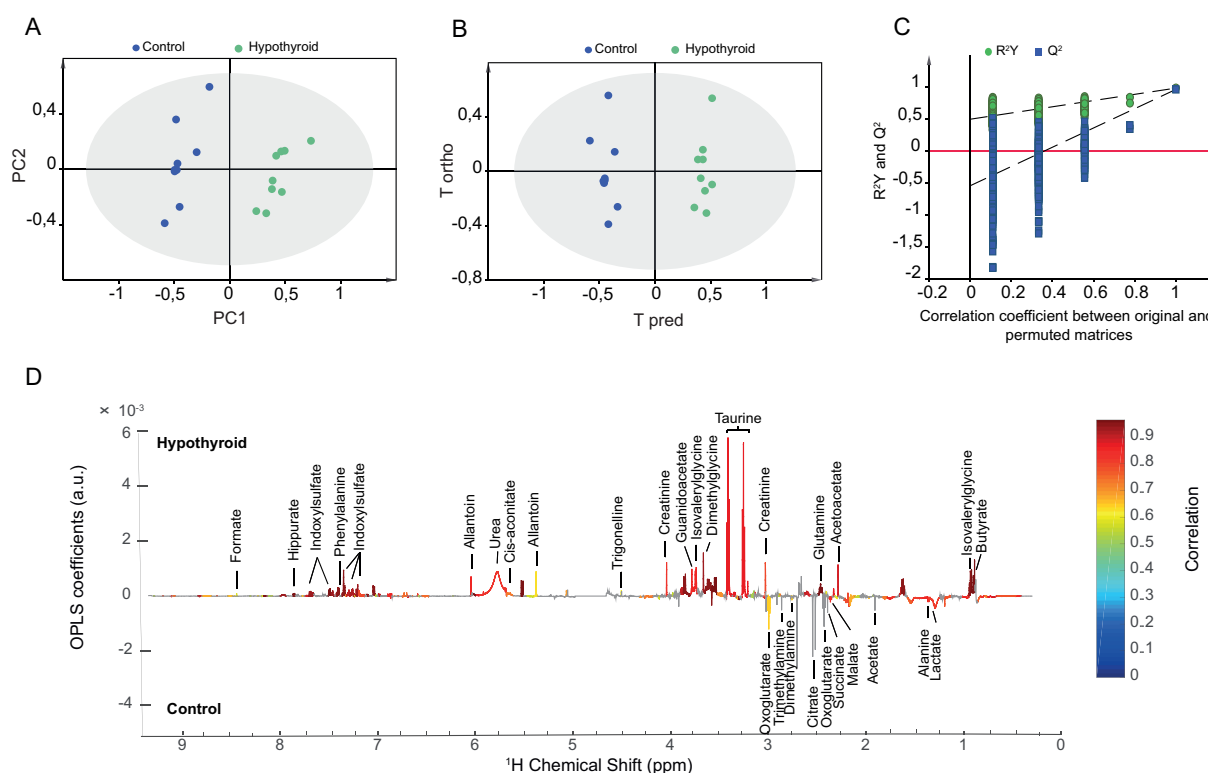 A
Control
Hypothyroid
PC2
0,4
0
-0,4
-1
-0,5
0
0,5
1
PC1
B
Control
Hypothyroid
T ortho
0,4
0
-0,4
-0,8
-1
-0,5
0
0,5
1
T pred
C
R²Y
Q²
R²Y and Q²
1
0.5
0
-0.5
-1
-1,5
-2
-0.2
0
0.2
0.4
0.6
0.8
1
Correlation coefficient between original and
permuted matrices
D
x 10⁻³
OPLS coefficients (a.u.)
6
4
2
0
-2
-4
Hypothyroid
Control
Formate
Hippurate
Indoxylsulfate
Phenylalanine
Indoxylsulfate
Allantoin
Urea
Cis-aconitate
Allantoin
Trigonelline
Creatinine
Guanidoacetate
Isovalerylglycine
Dimethylglycine
Taurine
Creatinine
Glutamine
Acetoacetate
Isovalerylglycine
Butyrate
Oxoglutarate
Trimethylamine
Dimethylamine
Citrate
Oxoglutarate
Succinate
Malate
Acetate
Alanine
Lactate
9
8
7
6
5
4
3
2
1
0
¹H Chemical Shift (ppm)
0.9
0.8
0.7
0.6
0.5
0.4
0.3
0.2
0.1
0
Correlation